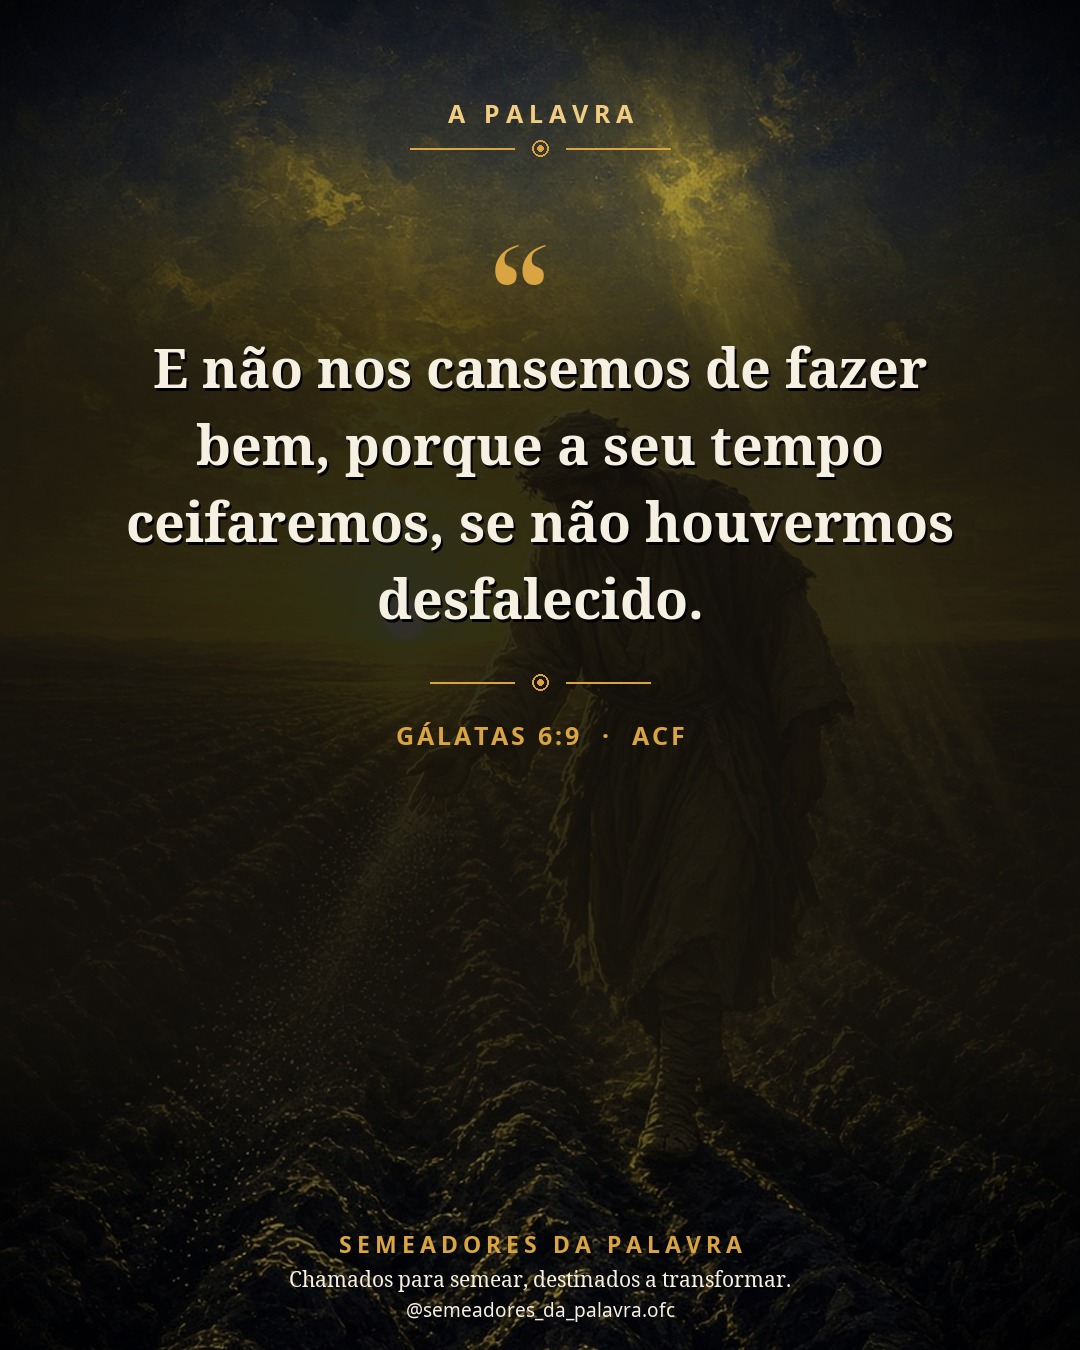 A PALAVRA
“
E não nos cansemos de fazer
bem, porque a seu tempo
ceifaremos, se não houvermos
desfalecido.
GÁLATAS 6:9 · ACF
SEMEADORES DA PALAVRA
Chamados para semear, destinados a transformar.
@semeadores_da_palavra.ofc